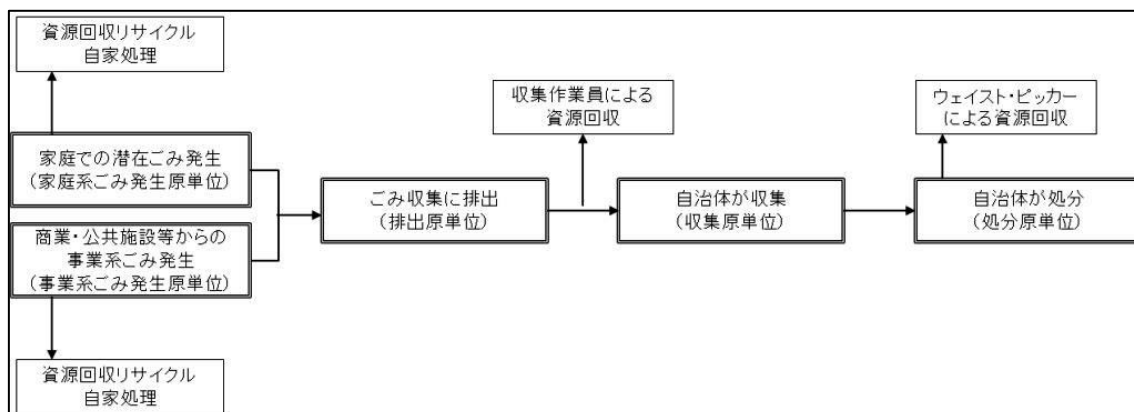 資源回収リサイクル
自家処理
収集作業員による
資源回収
ウェイスト・ピッカー
による資源回収
家庭での潜在ごみ発生
（家庭系ごみ発生原単位）
ごみ収集に排出
（排出原単位）
自治体が収集
（収集原単位）
自治体が処分
（処分原単位）
商業・公共施設等からの
事業系ごみ発生
（事業系ごみ発生原単位）
資源回収リサイクル
自家処理